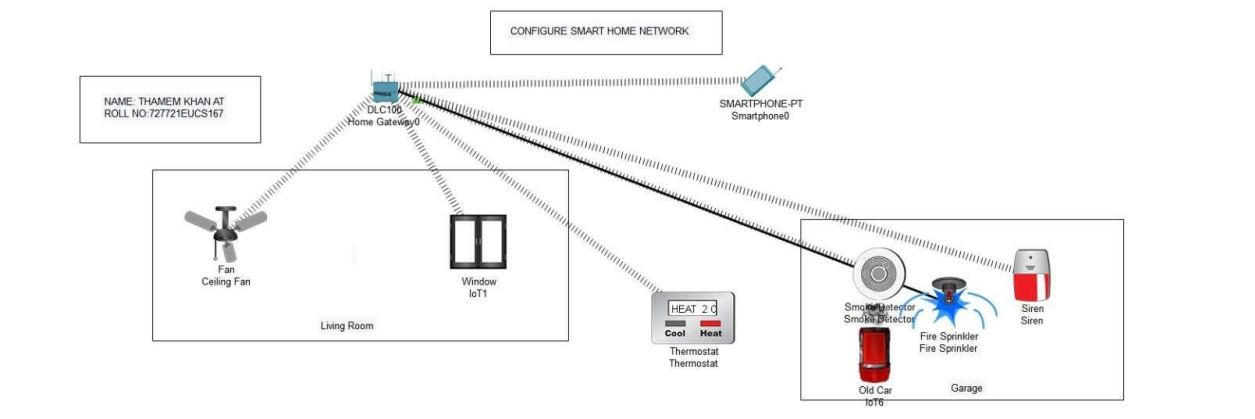 CONFIGURE SMART HOME NETWORK
NAME: THAMEM KHAN AT
ROLL NO:727721EUCS167
DLC100
Home Gateway0
SMARTPHONE-PT
Smartphone0
Fan
Ceiling Fan
Window
IoT1
Living Room
HEAT 2.0
Cool Heat
Thermostat
Thermostat
Smoke Detector
Smoke Detector
Fire Sprinkler
Fire Sprinkler
Siren
Siren
Old Car
IoT6
Garage